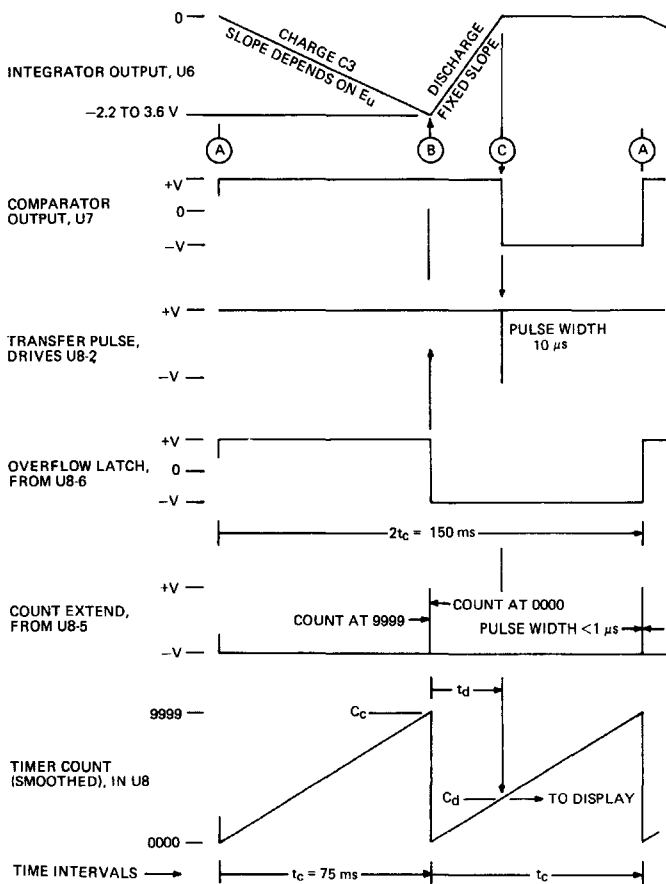 0
CHARGE C3
SLOPE DEPENDS ON Eu
DISCHARGE
FIXED SLOPE
INTEGRATOR OUTPUT, U6
−2.2 TO 3.6 V
A
B
C
A
+V
COMPARATOR
OUTPUT, U7
0
−V
+V
TRANSFER PULSE,
DRIVES U8-2
PULSE WIDTH
10 μs
−V
+V
OVERFLOW LATCH,
FROM U8-6
0
−V
2tc = 150 ms
+V
COUNT EXTEND,
FROM U8-5
COUNT AT 0000
COUNT AT 9999
PULSE WIDTH <1 μs
−V
td
9999
Cc
TIMER COUNT
(SMOOTHED), IN U8
Cd
TO DISPLAY
0000
TIME INTERVALS
tc = 75 ms
tc